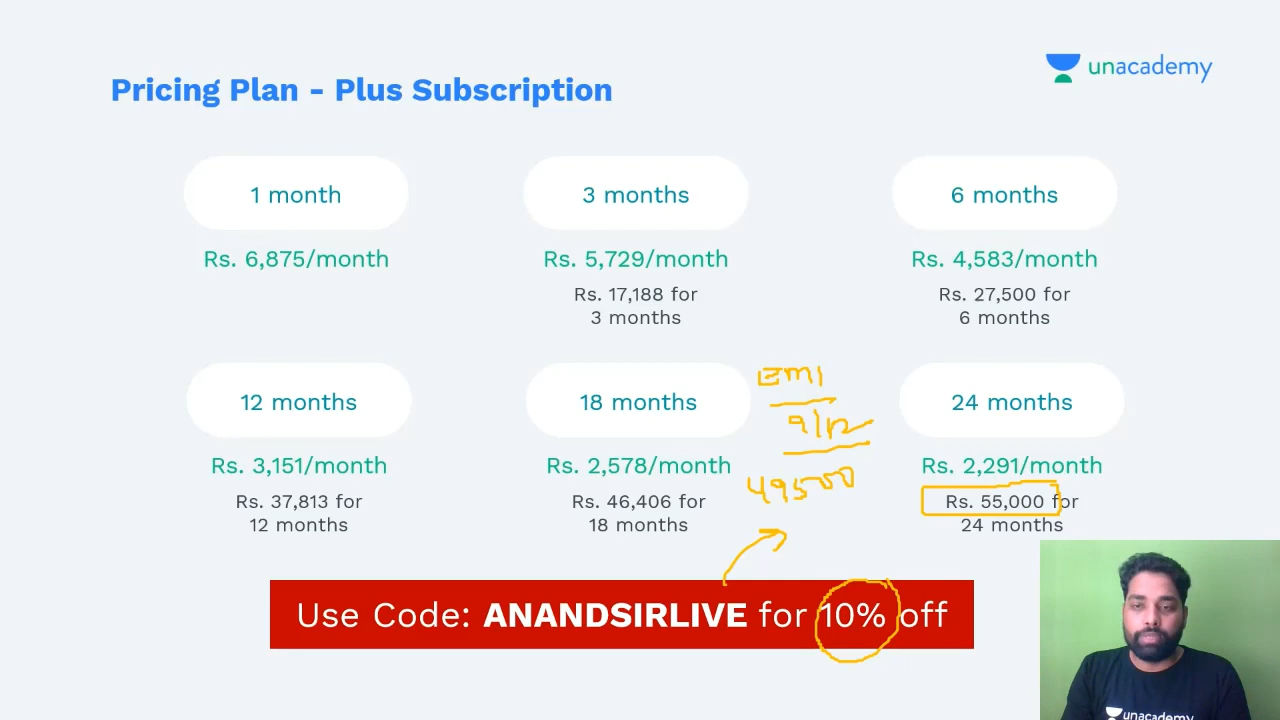 unacademy
Pricing Plan - Plus Subscription
1 month
Rs. 6,875/month
3 months
Rs. 5,729/month
Rs. 17,188 for
3 months
6 months
Rs. 4,583/month
Rs. 27,500 for
6 months
12 months
Rs. 3,151/month
Rs. 37,813 for
12 months
18 months
Rs. 2,578/month
Rs. 46,406 for
18 months
EMI
9/12
49500
24 months
Rs. 2,291/month
Rs. 55,000 for
24 months
Use Code: ANANDSIRLIVE for 10% off
unacademy